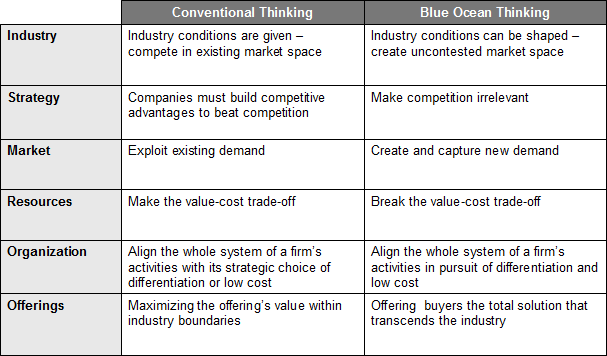 Conventional Thinking
Blue Ocean Thinking
Industry
Industry conditions are given –
compete in existing market space
Industry conditions can be shaped –
create uncontested market space
Strategy
Companies must build competitive
advantages to beat competition
Make competition irrelevant
Market
Exploit existing demand
Create and capture new demand
Resources
Make the value-cost trade-off
Break the value-cost trade-off
Organization
Align the whole system of a firm's
activities with its strategic choice of
differentiation or low cost
Align the whole system of a firm's
activities in pursuit of differentiation and
low cost
Offerings
Maximizing the offering's value within
industry boundaries
Offering  buyers the total solution that
transcends the industry